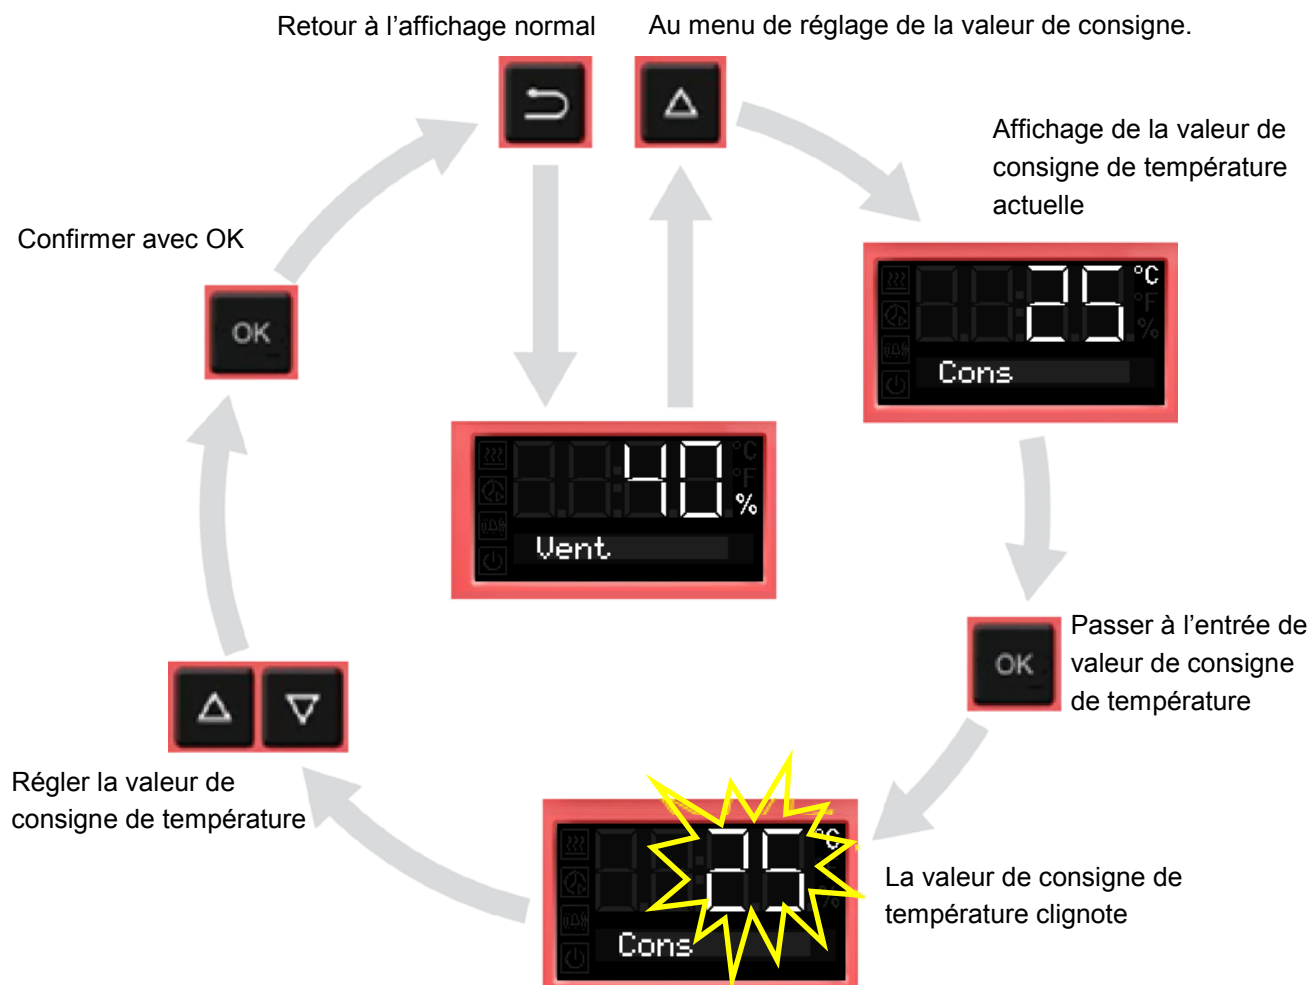 Retour à l’affichage normal
Au menu de réglage de la valeur de consigne.
Affichage de la valeur de
consigne de température
actuelle
Confirmer avec OK
OK
25 °C
°F
%
Cons
40 °C
°F
%
Vent
OK
Passer à l’entrée de
valeur de consigne
de température
Régler la valeur de
consigne de température
25 °C
%
Cons
La valeur de consigne de
température clignote